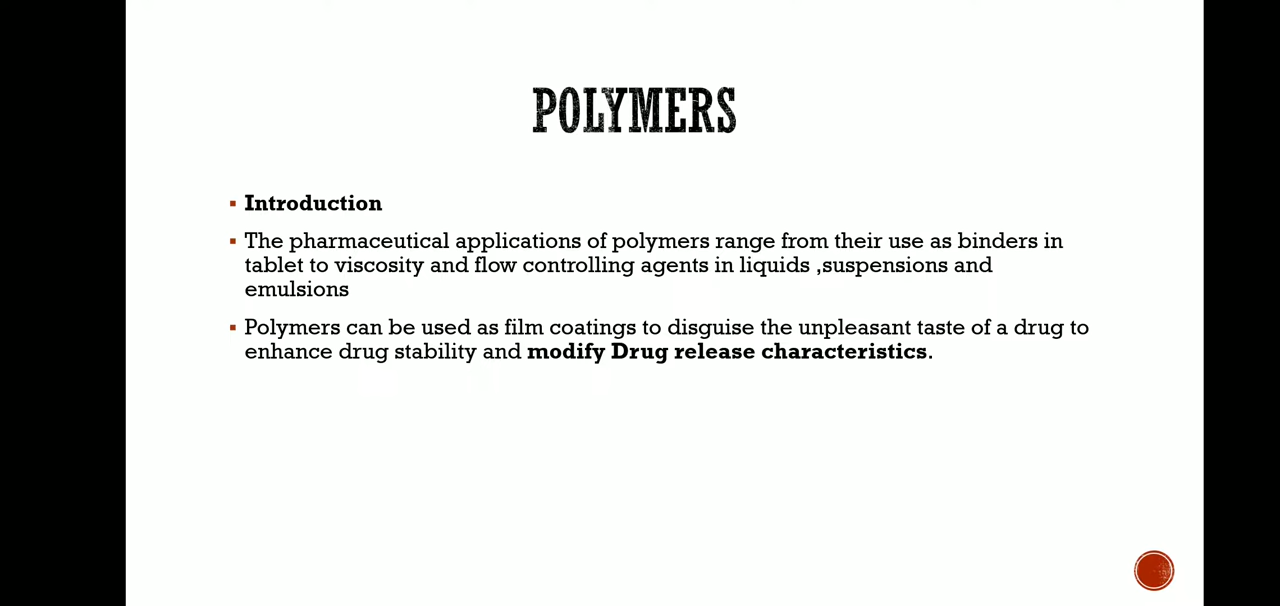 POLYMERS
▪ Introduction
▪ The pharmaceutical applications of polymers range from their use as binders in
tablet to viscosity and flow controlling agents in liquids ,suspensions and
emulsions
▪ Polymers can be used as film coatings to disguise the unpleasant taste of a drug to
enhance drug stability and modify Drug release characteristics.